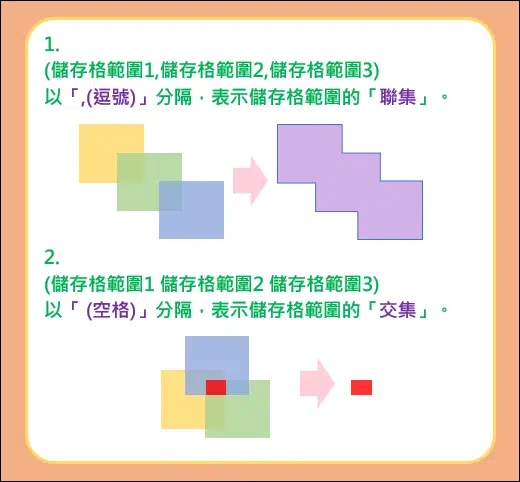 1.
(儲存格範圍1,儲存格範圍2,儲存格範圍3)
以「,(逗號)」分隔，表示儲存格範圍的「聯集」。
2.
(儲存格範圍1 儲存格範圍2 儲存格範圍3)
以「 (空格)」分隔，表示儲存格範圍的「交集」。